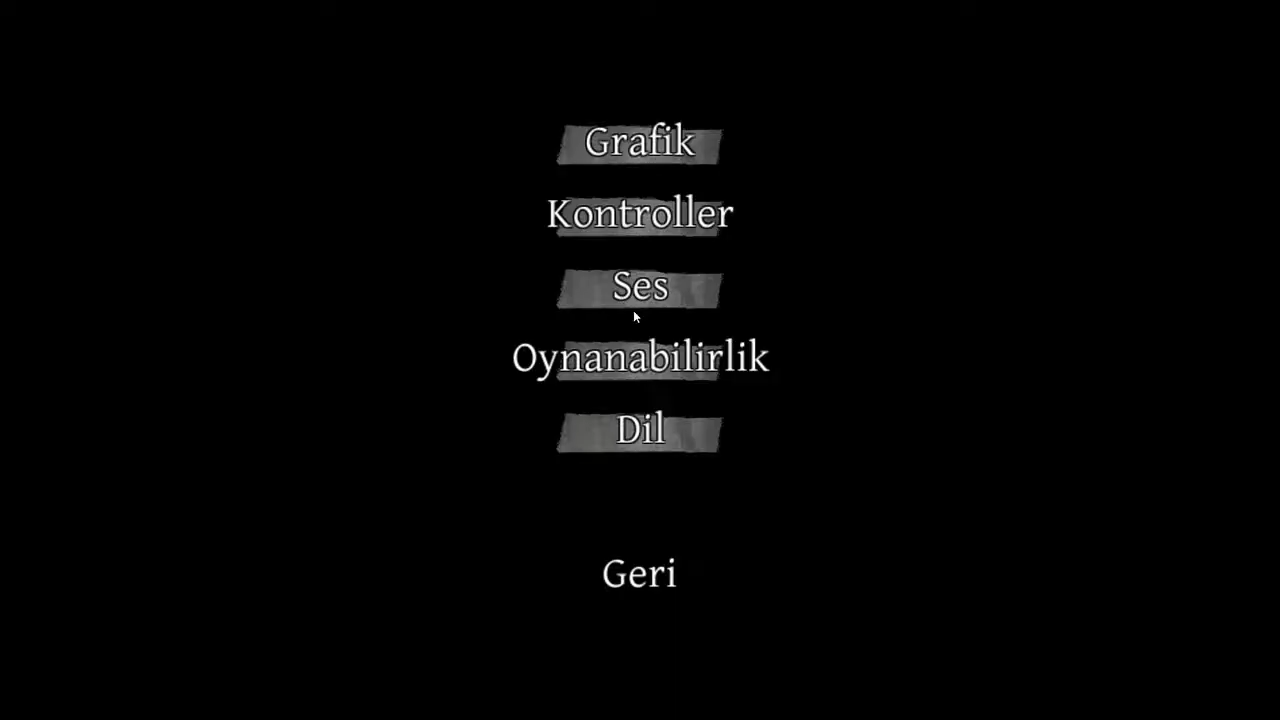 Grafik
Kontroller
Ses
Oynanabilirlik
Dil
Geri